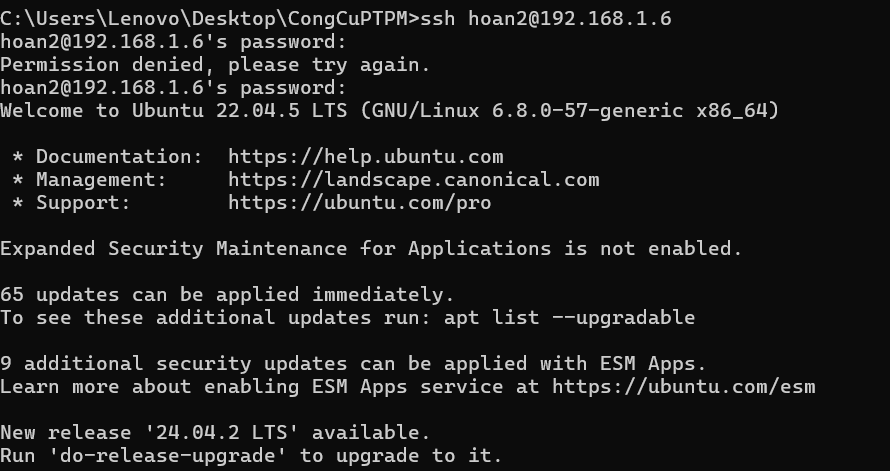 C:\Users\Lenovo\Desktop\CongCuPTPM>ssh hoan2@192.168.1.6
hoan2@192.168.1.6's password:
Permission denied, please try again.
hoan2@192.168.1.6's password:
Welcome to Ubuntu 22.04.5 LTS (GNU/Linux 6.8.0-57-generic x86_64)

 * Documentation:  https://help.ubuntu.com
 * Management:     https://landscape.canonical.com
 * Support:        https://ubuntu.com/pro

Expanded Security Maintenance for Applications is not enabled.

65 updates can be applied immediately.
To see these additional updates run: apt list --upgradable

9 additional security updates can be applied with ESM Apps.
Learn more about enabling ESM Apps service at https://ubuntu.com/esm

New release '24.04.2 LTS' available.
Run 'do-release-upgrade' to upgrade to it.